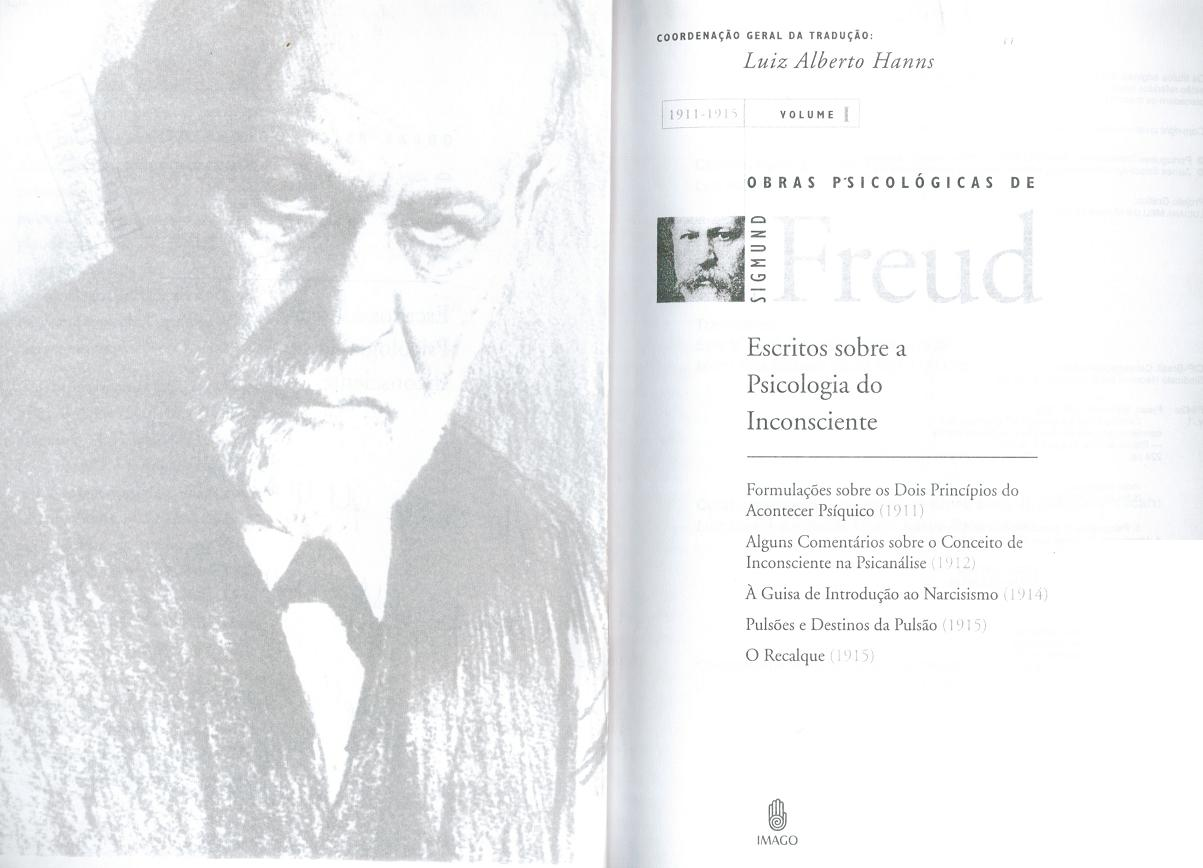 COORDENAÇÃO GERAL DA TRADUÇÃO:
Luiz Alberto Hanns
1911-1915 VOLUME 1
OBRAS PSICOLÓGICAS DE
SIGMUND Freud
Escritos sobre a
Psicologia do
Inconsciente
Formulações sobre os Dois Princípios do
Acontecer Psíquico (1911)
Alguns Comentários sobre o Conceito de
Inconsciente na Psicanálise (1912)
À Guisa de Introdução ao Narcisismo (1914)
Pulsões e Destinos da Pulsão (1915)
O Recalque (1915)
IMAGO